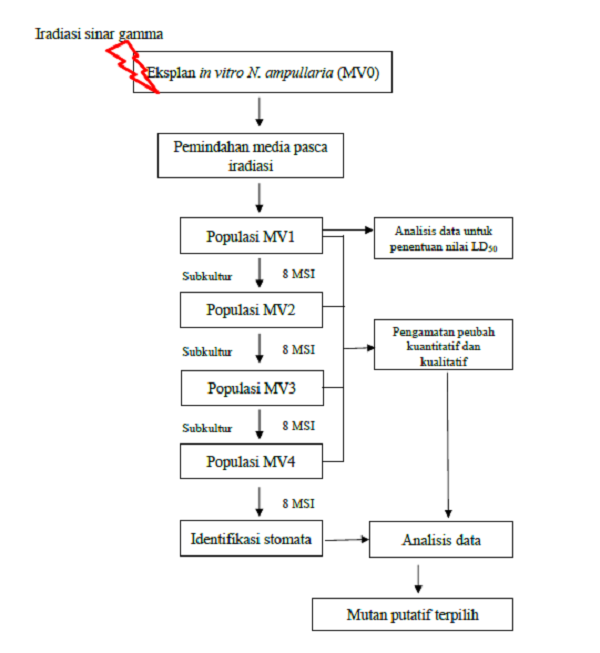 Iradiasi sinar gamma
Eksplan in vitro N. ampullaria (MV0)
Pemindahan media pasca
iradiasi
Populasi MV1
Analisis data untuk
penentuan nilai LD₅₀
Subkultur 8 MSI
Populasi MV2
Pengamatan peubah
kuantitatif dan
kualitatif
Subkultur 8 MSI
Populasi MV3
Subkultur 8 MSI
Populasi MV4
8 MSI
Identifikasi stomata
Analisis data
Mutan putatif terpilih